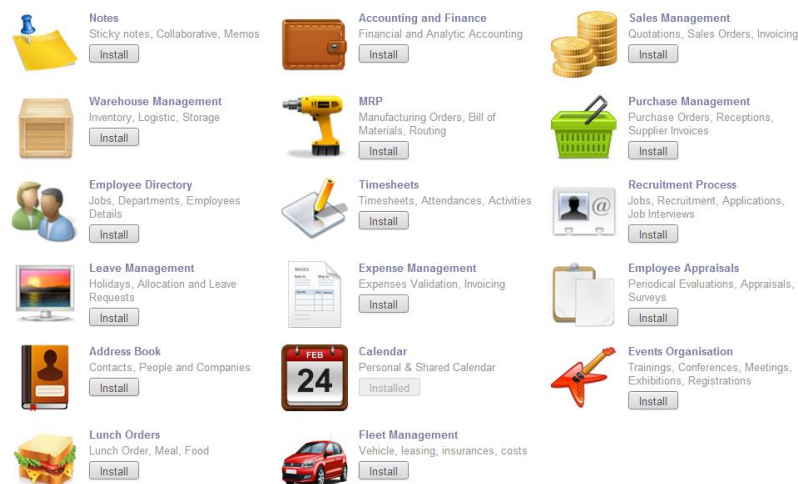 Notes
Sticky notes, Collaborative, Memos
Install
Accounting and Finance
Financial and Analytic Accounting
Install
Sales Management
Quotations, Sales Orders, Invoicing
Install
Warehouse Management
Inventory, Logistic, Storage
Install
MRP
Manufacturing Orders, Bill of
Materials, Routing
Install
Purchase Management
Purchase Orders, Receptions,
Supplier Invoices
Install
Employee Directory
Jobs, Departments, Employees
Details
Install
Timesheets
Timesheets, Attendances, Activities
Install
@
Recruitment Process
Jobs, Recruitment, Applications,
Job Interviews
Install
Leave Management
Holidays, Allocation and Leave
Requests
Install
INVOICE
Expense Management
Expenses Validation, Invoicing
Install
Employee Appraisals
Periodical Evaluations, Appraisals,
Surveys
Install
Address Book
Contacts, People and Companies
Install
FEB
24
Calendar
Personal & Shared Calendar
Installed
Events Organisation
Trainings, Conferences, Meetings,
Exhibitions, Registrations
Install
Lunch Orders
Lunch Order, Meal, Food
Install
Fleet Management
Vehicle, leasing, insurances, costs
Install